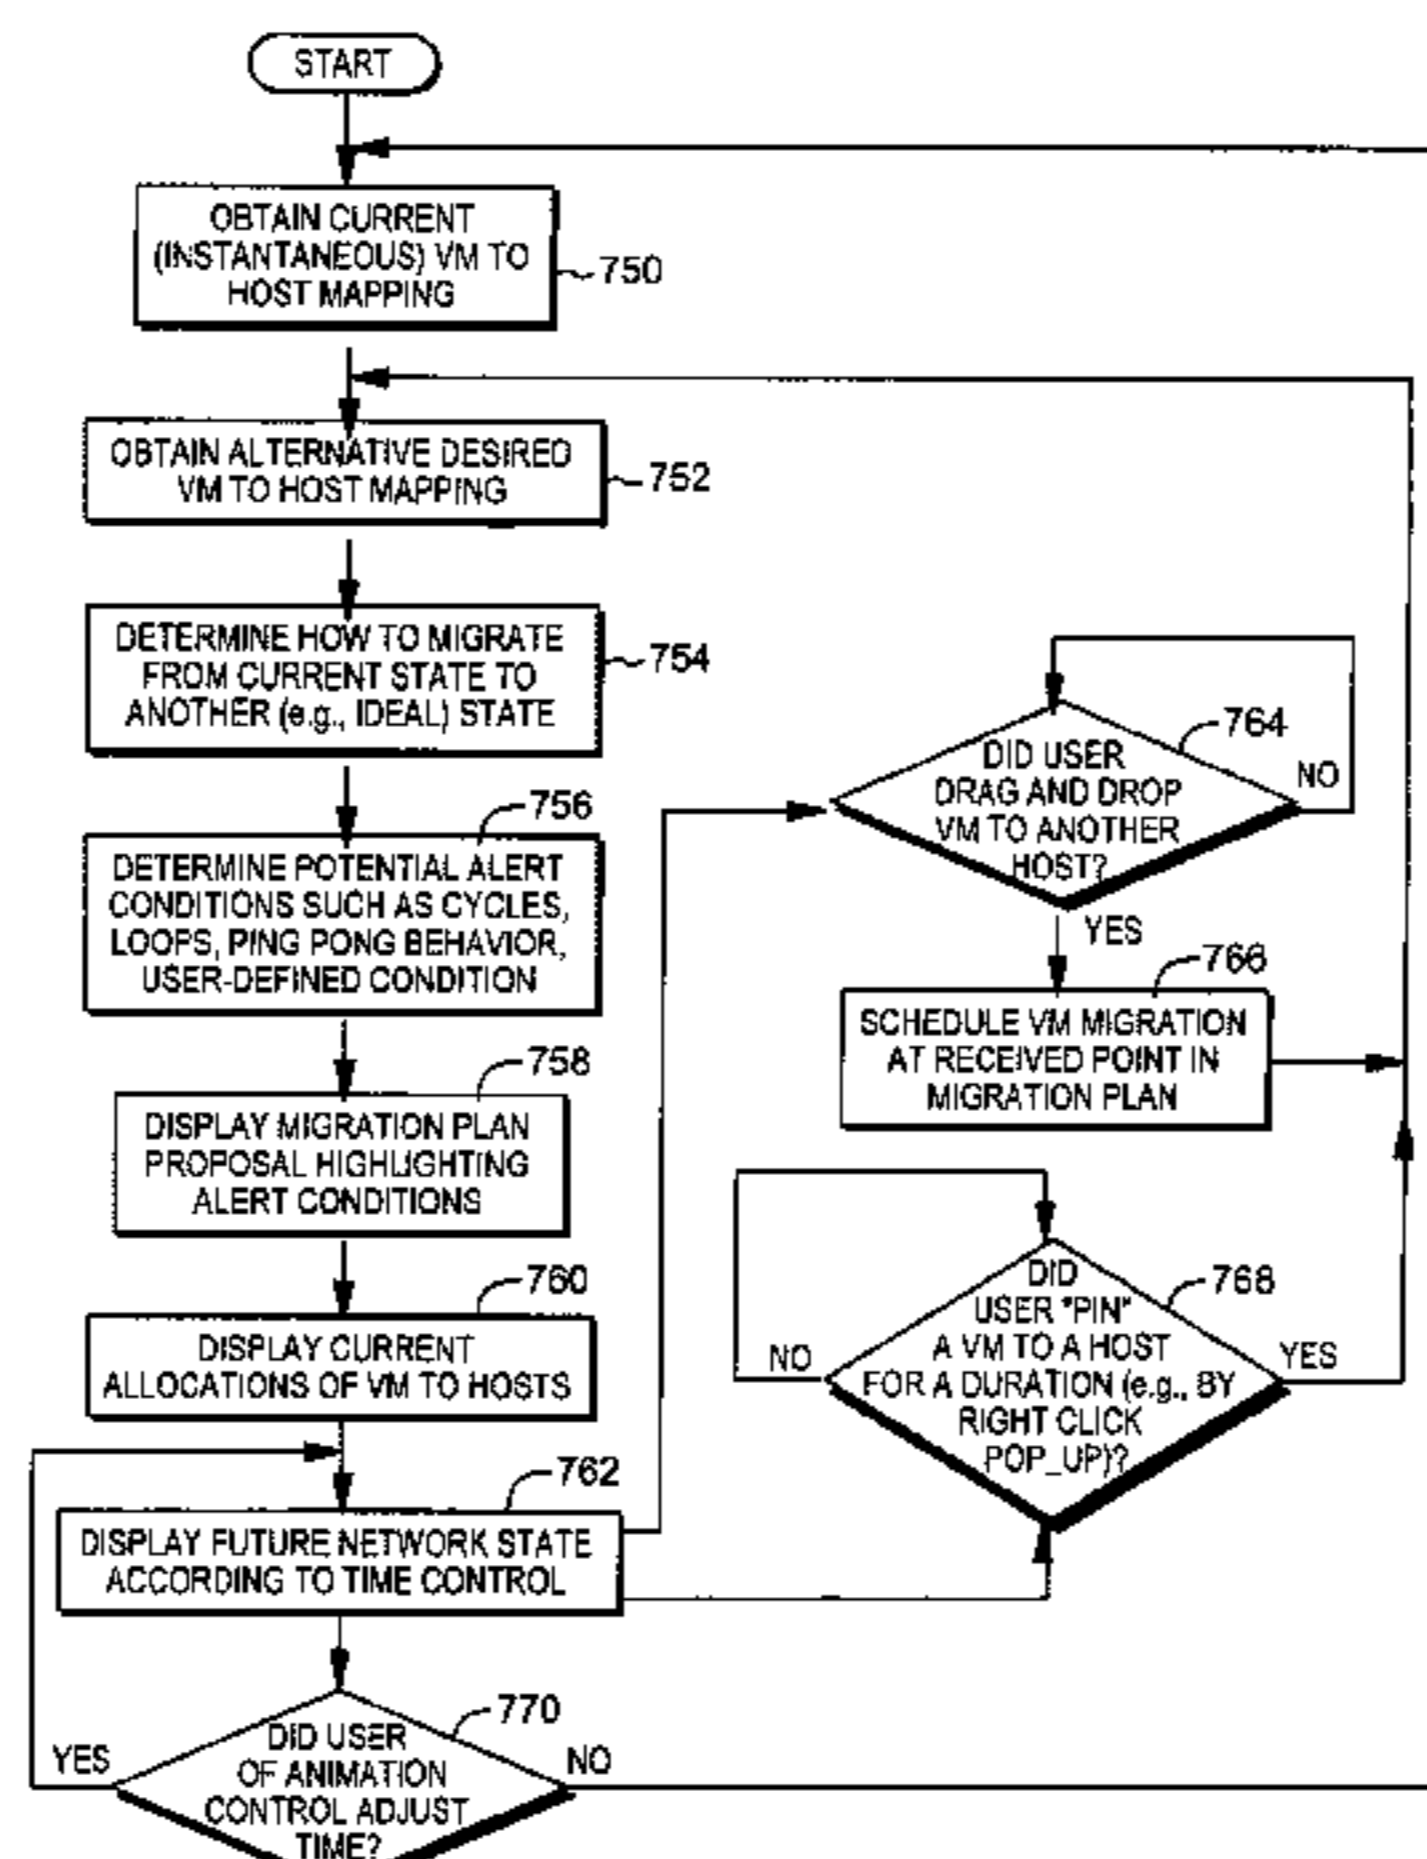 START
OBTAIN CURRENT
(INSTANTANEOUS) VM TO
HOST MAPPING
750
OBTAIN ALTERNATIVE DESIRED
VM TO HOST MAPPING
752
DETERMINE HOW TO MIGRATE
FROM CURRENT STATE TO
ANOTHER (e.g., IDEAL) STATE
754
756
DETERMINE POTENTIAL ALERT
CONDITIONS SUCH AS CYCLES,
LOOPS, PING PONG BEHAVIOR,
USER-DEFINED CONDITION
758
DISPLAY MIGRATION PLAN
PROPOSAL HIGHLIGHTING
ALERT CONDITIONS
760
DISPLAY CURRENT
ALLOCATIONS OF VM TO HOSTS
762
DISPLAY FUTURE NETWORK STATE
ACCORDING TO TIME CONTROL
764
DID USER
DRAG AND DROP
VM TO ANOTHER
HOST?
NO
YES
766
SCHEDULE VM MIGRATION
AT RECEIVED POINT IN
MIGRATION PLAN
768
DID
USER "PIN"
A VM TO A HOST
FOR A DURATION (e.g., BY
RIGHT CLICK
POP_UP)?
NO
YES
770
DID USER
OF ANIMATION
CONTROL ADJUST
TIME?
YES
NO